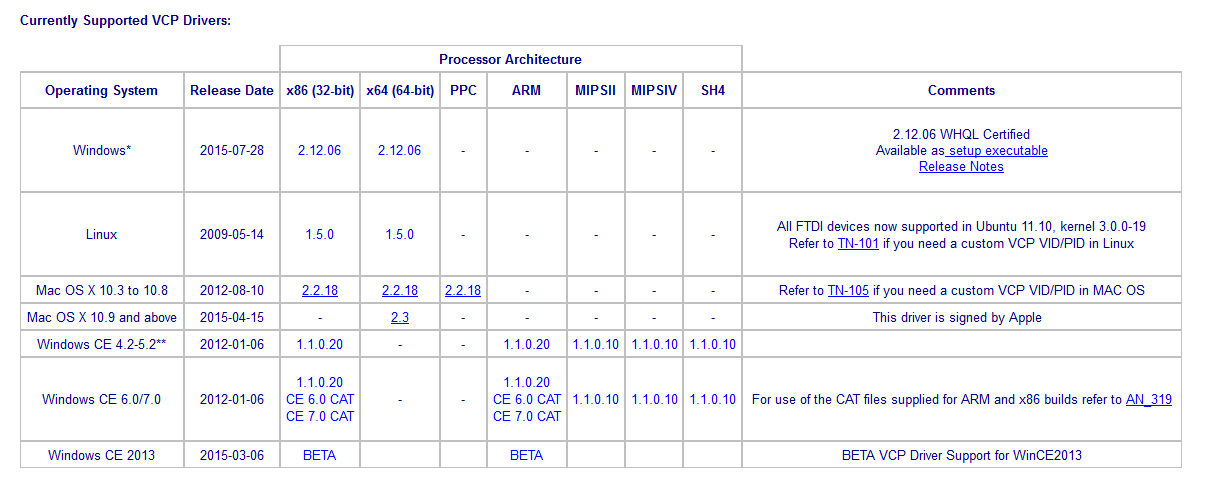 Currently Supported VCP Drivers:
Processor Architecture
Operating System Release Date x86 (32-bit) x64 (64-bit) PPC ARM MIPSII MIPSIV SH4 Comments
Windows* 2015-07-28 2.12.06 2.12.06 - - - - - 2.12.06 WHQL Certified
Available as setup executable
Release Notes
Linux 2009-05-14 1.5.0 1.5.0 - - - - - All FTDI devices now supported in Ubuntu 11.10, kernel 3.0.0-19
Refer to TN-101 if you need a custom VCP VID/PID in Linux
Mac OS X 10.3 to 10.8 2012-08-10 2.2.18 2.2.18 2.2.18 - - - - Refer to TN-105 if you need a custom VCP VID/PID in MAC OS
Mac OS X 10.9 and above 2015-04-15 - 2.3 - - - - - This driver is signed by Apple
Windows CE 4.2-5.2** 2012-01-06 1.1.0.20 - - 1.1.0.20 1.1.0.10 1.1.0.10 1.1.0.10
Windows CE 6.0/7.0 2012-01-06 1.1.0.20 CE 6.0 CAT CE 7.0 CAT - - 1.1.0.20 CE 6.0 CAT CE 7.0 CAT 1.1.0.10 1.1.0.10 1.1.0.10 For use of the CAT files supplied for ARM and x86 builds refer to AN_319
Windows CE 2013 2015-03-06 BETA BETA BETA VCP Driver Support for WinCE2013